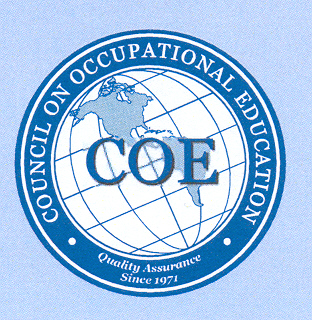 COUNCIL ON OCCUPATIONAL EDUCATION
COE
Quality Assurance
Since 1971